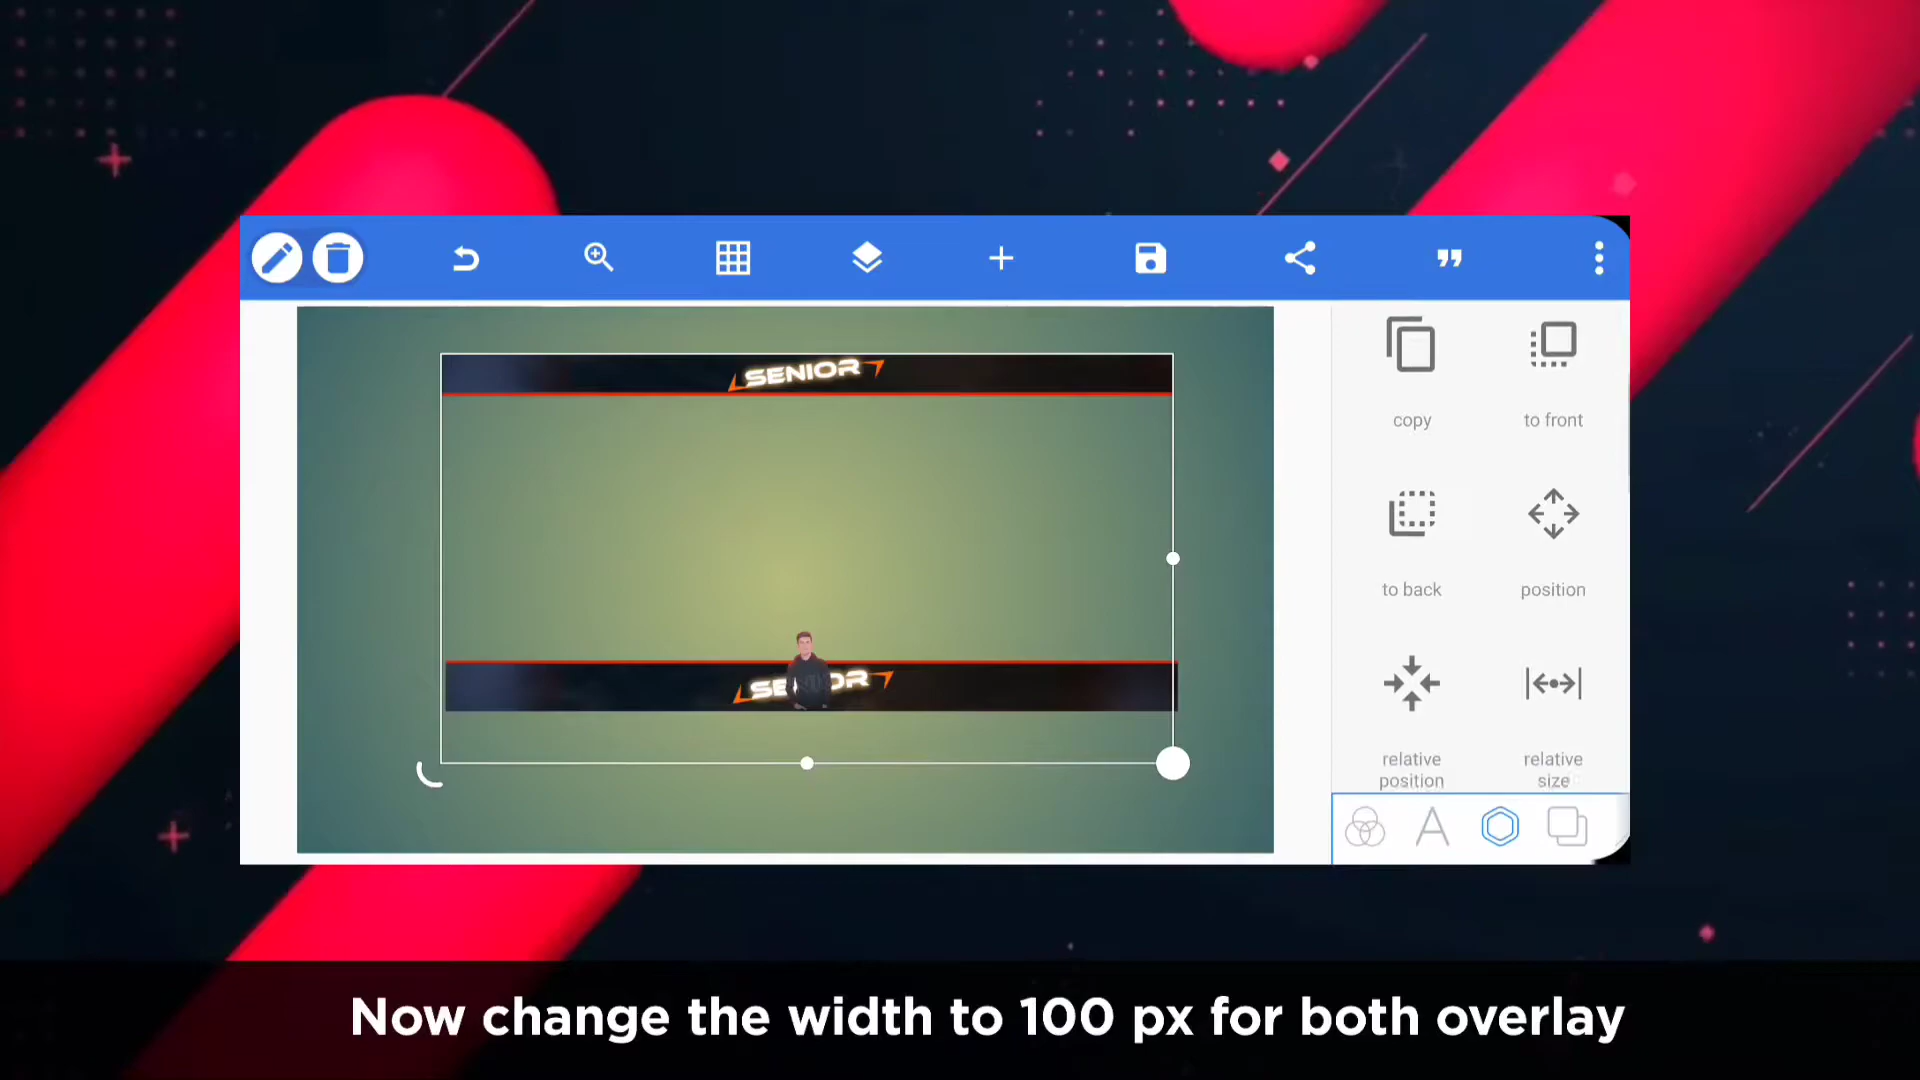 SENIOR
copy
to front
to back
position
SENIOR
relative
position
relative
size
Now change the width to 100 px for both overlay